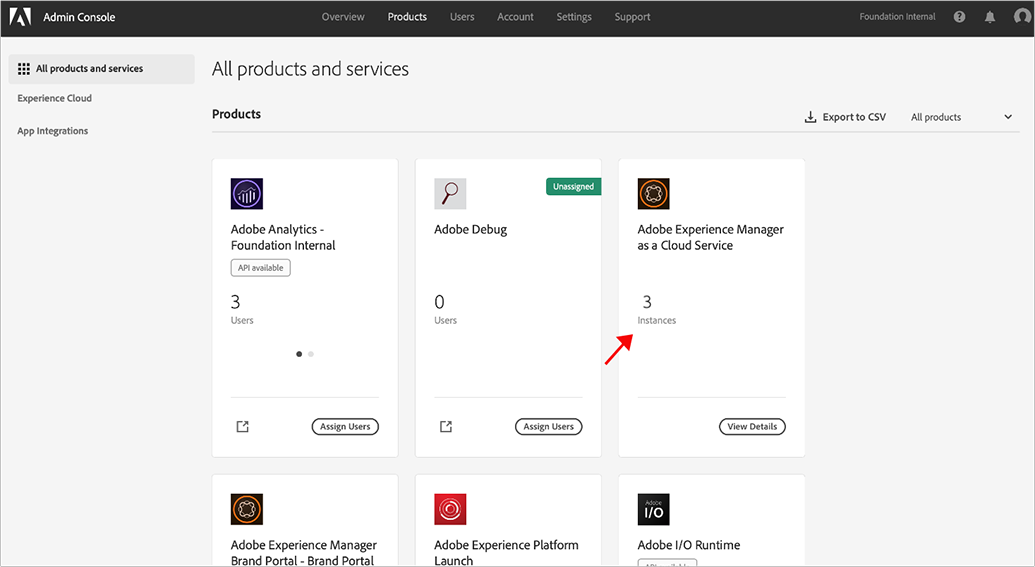 Admin Console
Overview Products Users Account Settings Support
Foundation Internal
All products and services
Experience Cloud
App Integrations
All products and services
Products
Export to CSV
All products
Adobe Analytics -
Foundation Internal
API available
3
Users
Assign Users
Unassigned
Adobe Debug
0
Users
Assign Users
Adobe Experience Manager
as a Cloud Service
3
Instances
View Details
Adobe Experience Manager
Brand Portal - Brand Portal
Adobe Experience Platform
Launch
Adobe
I/O
Adobe I/O Runtime
API available